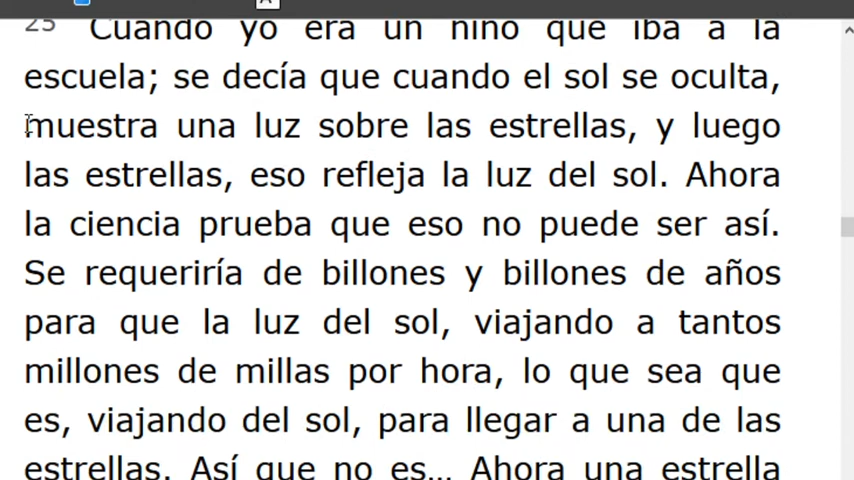 25 Cuando yo era un niño que iba a la
escuela; se decía que cuando el sol se oculta,
muestra una luz sobre las estrellas, y luego
las estrellas, eso refleja la luz del sol. Ahora
la ciencia prueba que eso no puede ser así.
Se requeriría de billones y billones de años
para que la luz del sol, viajando a tantos
millones de millas por hora, lo que sea que
es, viajando del sol, para llegar a una de las
estrellas. Así que no es... Ahora una estrella